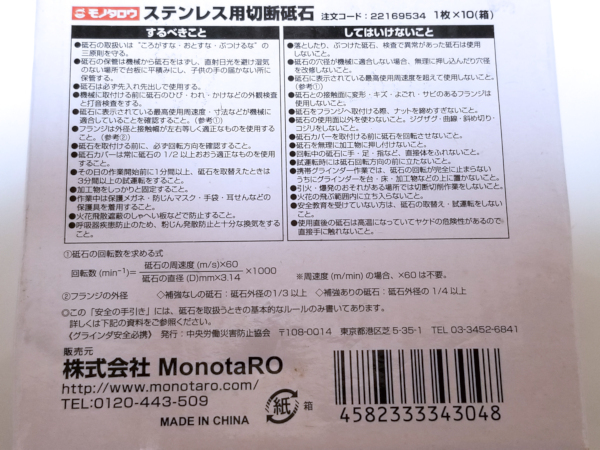 モノタロウ ステンレス用切断砥石 注文コード：22169534 1枚×10(箱)
するべきこと
●砥石の取扱いは"ころがすな・おとすな・ぶつけるな"の
三原則を守る。
●砥石の保管は機械から砥石をはずし、直射日光を避け湿気
のない場所で台板に平積みにし、子供の手の届かない所に
保管する。
●砥石は必ず先入れ先出しで使用する。
●機械に取付ける前に砥石のひび・われ・かけなどの外観検査
と打音検査をする。
●砥石に表示されている最高使用周速度・寸法などが機械に
適合していることを確認すること。(参考①)
●フランジは外径と接触幅が左右等しく適正なものを使用する
こと。(参考②)
●砥石を取付ける前に、必ず回転方向を確認すること。
●砥石カバーは常に砥石の1/2以上おおう適正なものを使用
すること。
●その日の作業開始前に1分間以上、砥石を取替えたときは
3分間以上の試運転をすること。
●加工物をしっかりと固定すること。
●作業中は保護メガネ・防じんマスク・手袋・耳せんなどの
保護具を着用すること。
●火花飛散遮蔽のしゃへい板などで防止すること。
●呼吸器疾患防止のため、粉じん発散防止と十分な換気をするこ
と。
してはいけないこと
●落としたり、ぶつけた砥石、検査で異常があった砥石は使用
しないこと。
●砥石の穴径が機械に適合しない場合、無理に押し込んだり穴径
を改修しないこと。
●砥石に表示されている最高使用周速度を超えて使用しないこと。
(参考①)
●砥石との接触面に変形・キズ・よごれ・サビのあるフランジは
使用しないこと。
●砥石をフランジへ取付ける際、ナットを締めすぎないこと。
●砥石の使用面以外を使わないこと。ジグザグ・曲線・斜め切り・
コジリをしないこと。
●砥石カバーを取付ける前に砥石を回転させないこと。
●砥石を無理に加工物に押し付けないこと。
●回転中の砥石に手・足・指など、直接体をふれないこと。
●試運転時には砥石回転方向の前に立たないこと。
●携帯グラインダー作業では、砥石の回転が完全に止まらない
うちにグラインダーを台・床・加工物などの上に置かないこ
と。
●引火・爆発のおそれがある場所では切断切削作業をしないこと。
●火花の飛ぶ範囲内に立ち入らないこと。
●安全教育を受けていない方は、砥石の取替え・試運転をしない
こと。
●使用直後の砥石は高温になっていてヤケドの危険性があるので
直接手に触れないこと。
①砥石の回転数を求める式
回転数(min⁻¹)= 砥石の周速度(m/s)×60 / 砥石の直径(D)mm×3.14 ×1000 ※周速度(m/min)の場合、×60は不要。
②フランジの外径 ◇補強なしの砥石：砥石外径の1/3以上 ◇補強ありの砥石：砥石外径の1/4以上
◎この「安全の手引き」には、砥石を取扱うときの基本的なルールのみ書いてあります。
詳しくは下記の資料をご参照ください。
《グラインダ安全必携》 発行：中央労働災害防止協会 〒108-0014 東京都港区芝5-35-1 TEL 03-3452-6841
販売元
株式会社 MonotaRO
http://www.monotaro.com/
TEL:0120-443-509
MADE IN CHINA
紙 箱
4582333343048